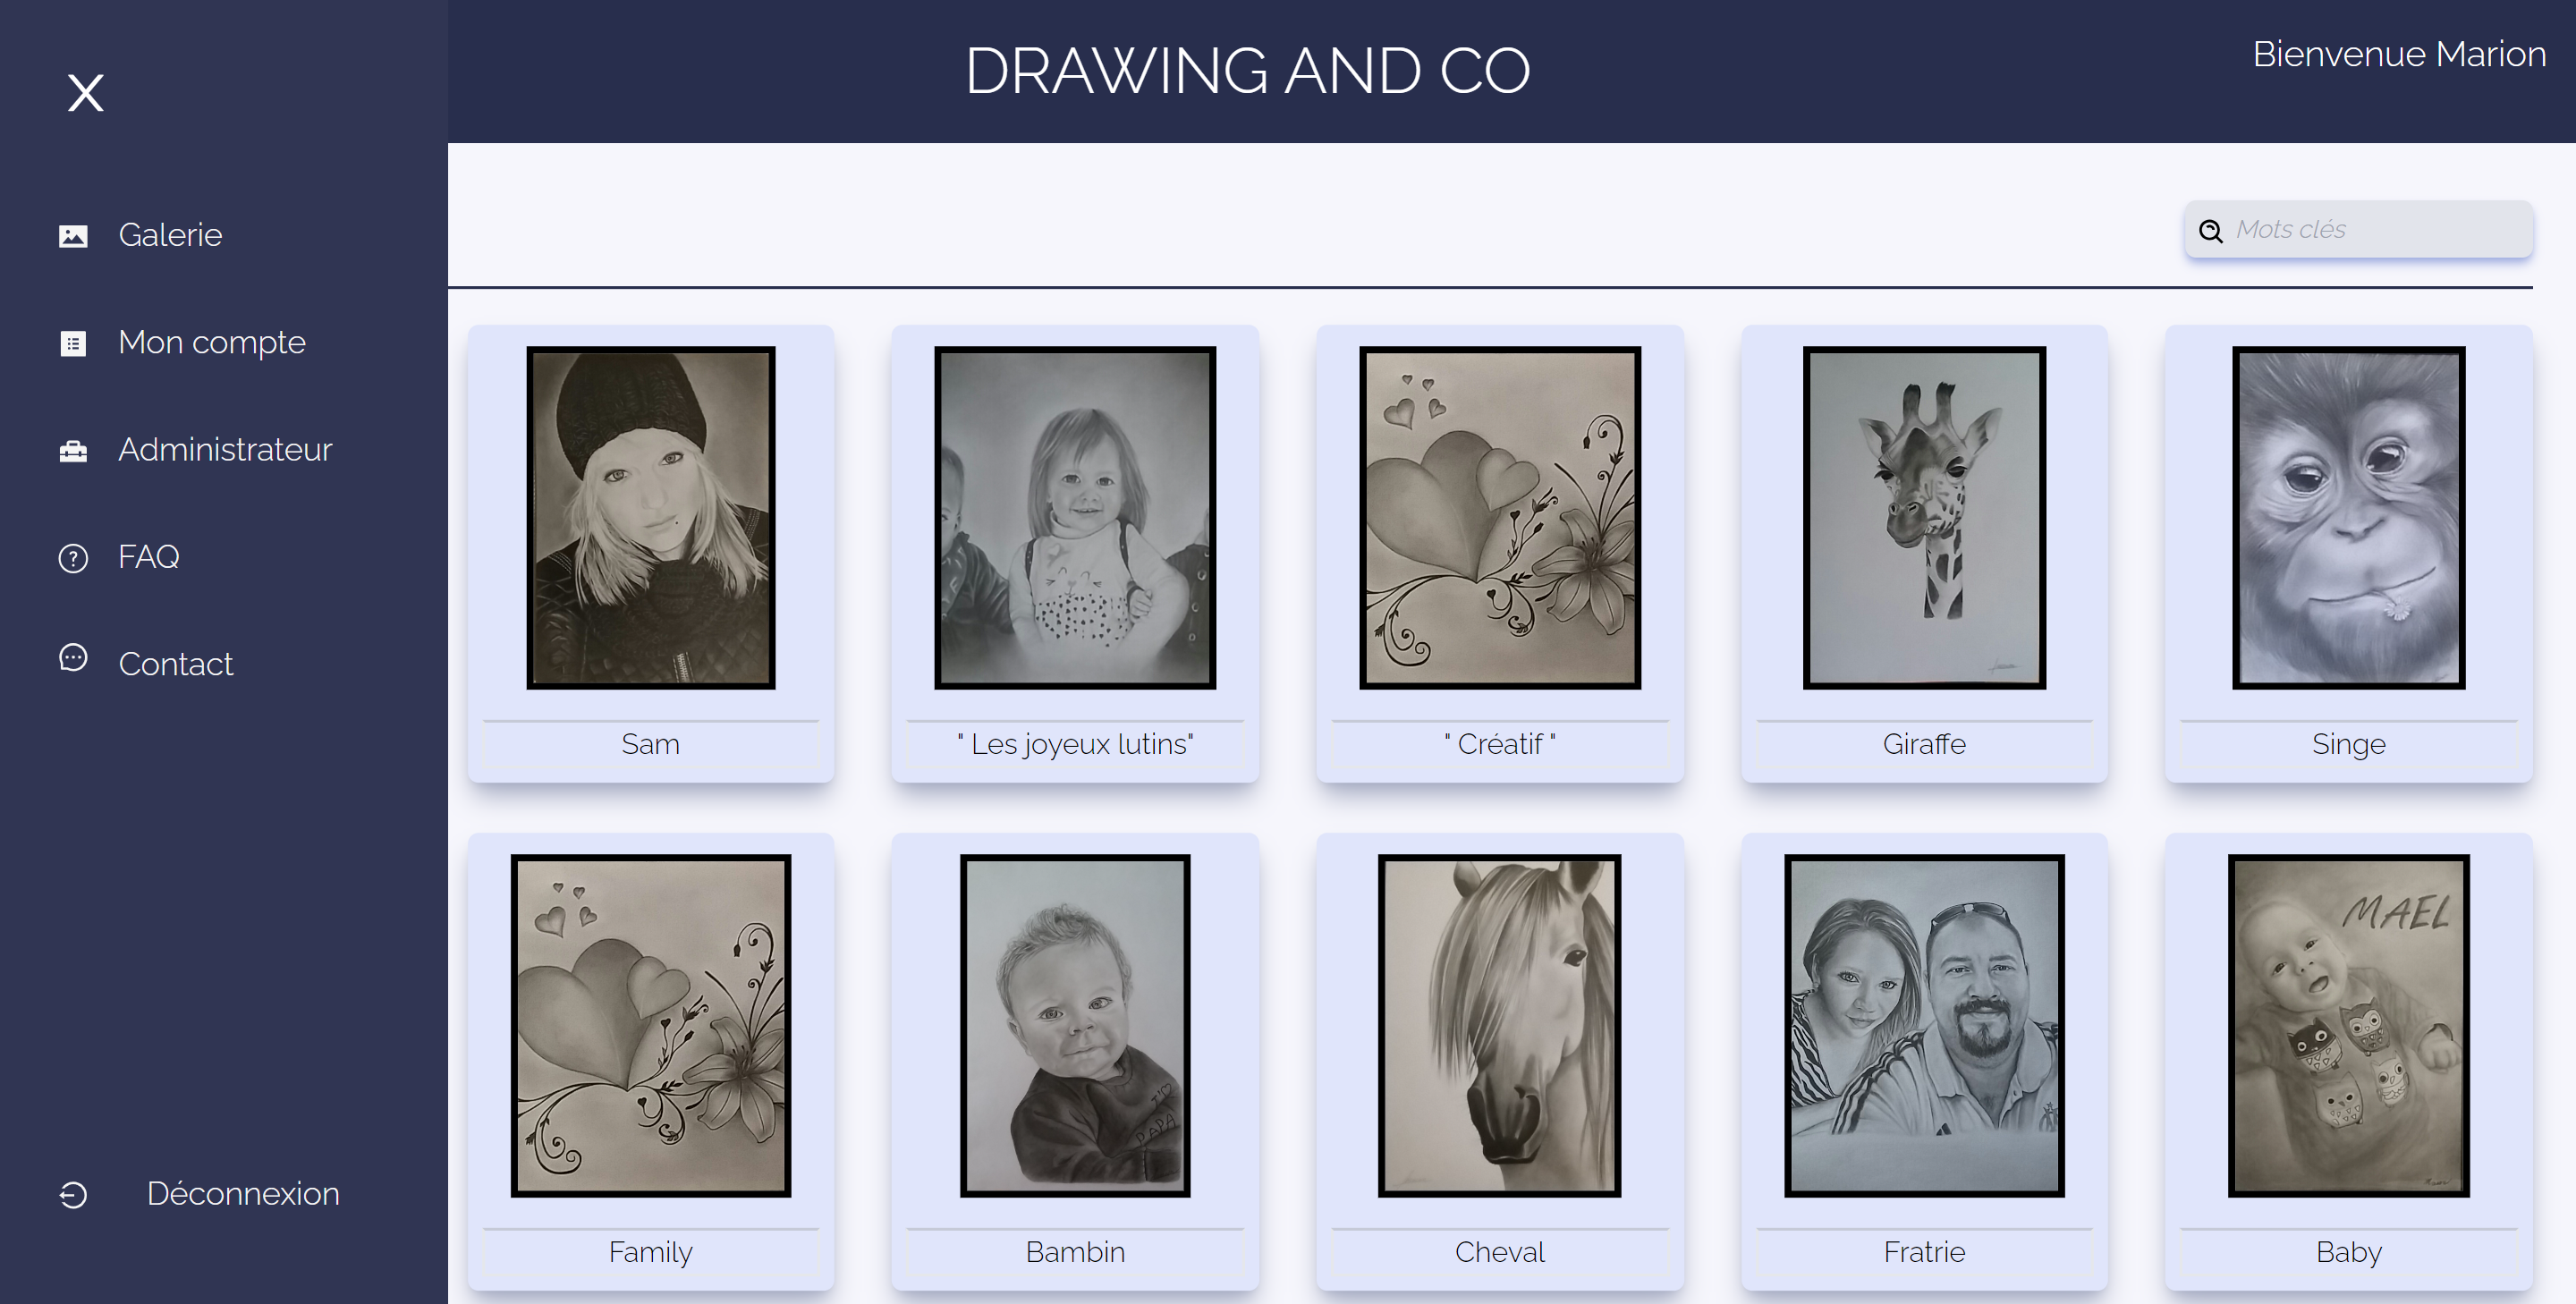 X
DRAWING AND CO
Bienvenue Marion
Galerie
Mon compte
Administrateur
FAQ
Contact
Déconnexion
Mots clés
Sam
" Les joyeux lutins"
" Créatif "
Giraffe
Singe
MAEL
I ♡
PAPA
Family
Bambin
Cheval
Fratrie
Baby